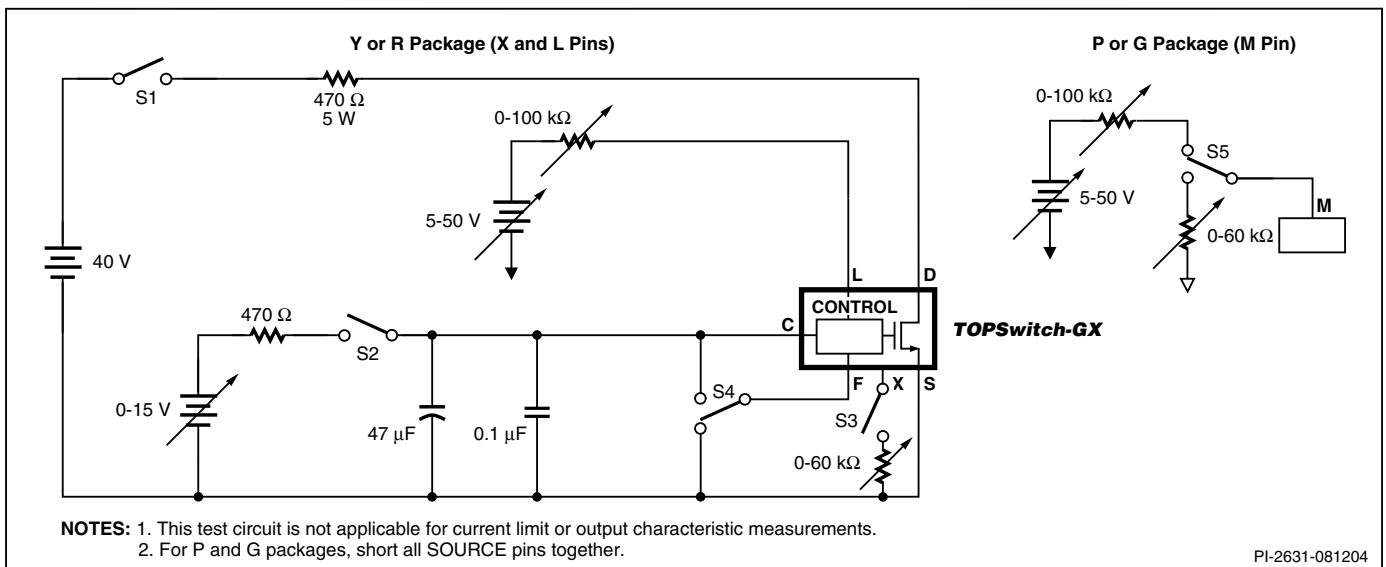 Y or R Package (X and L Pins)
P or G Package (M Pin)
S1
470 Ω
5 W
0-100 kΩ
5-50 V
40 V
0-100 kΩ
S5
5-50 V
M
0-60 kΩ
L
D
CONTROL
C
TOPSwitch-GX
470 Ω
S2
F
X
S
S4
S3
0-15 V
47 µF
0.1 µF
0-60 kΩ
NOTES: 1. This test circuit is not applicable for current limit or output characteristic measurements.
2. For P and G packages, short all SOURCE pins together.
PI-2631-081204